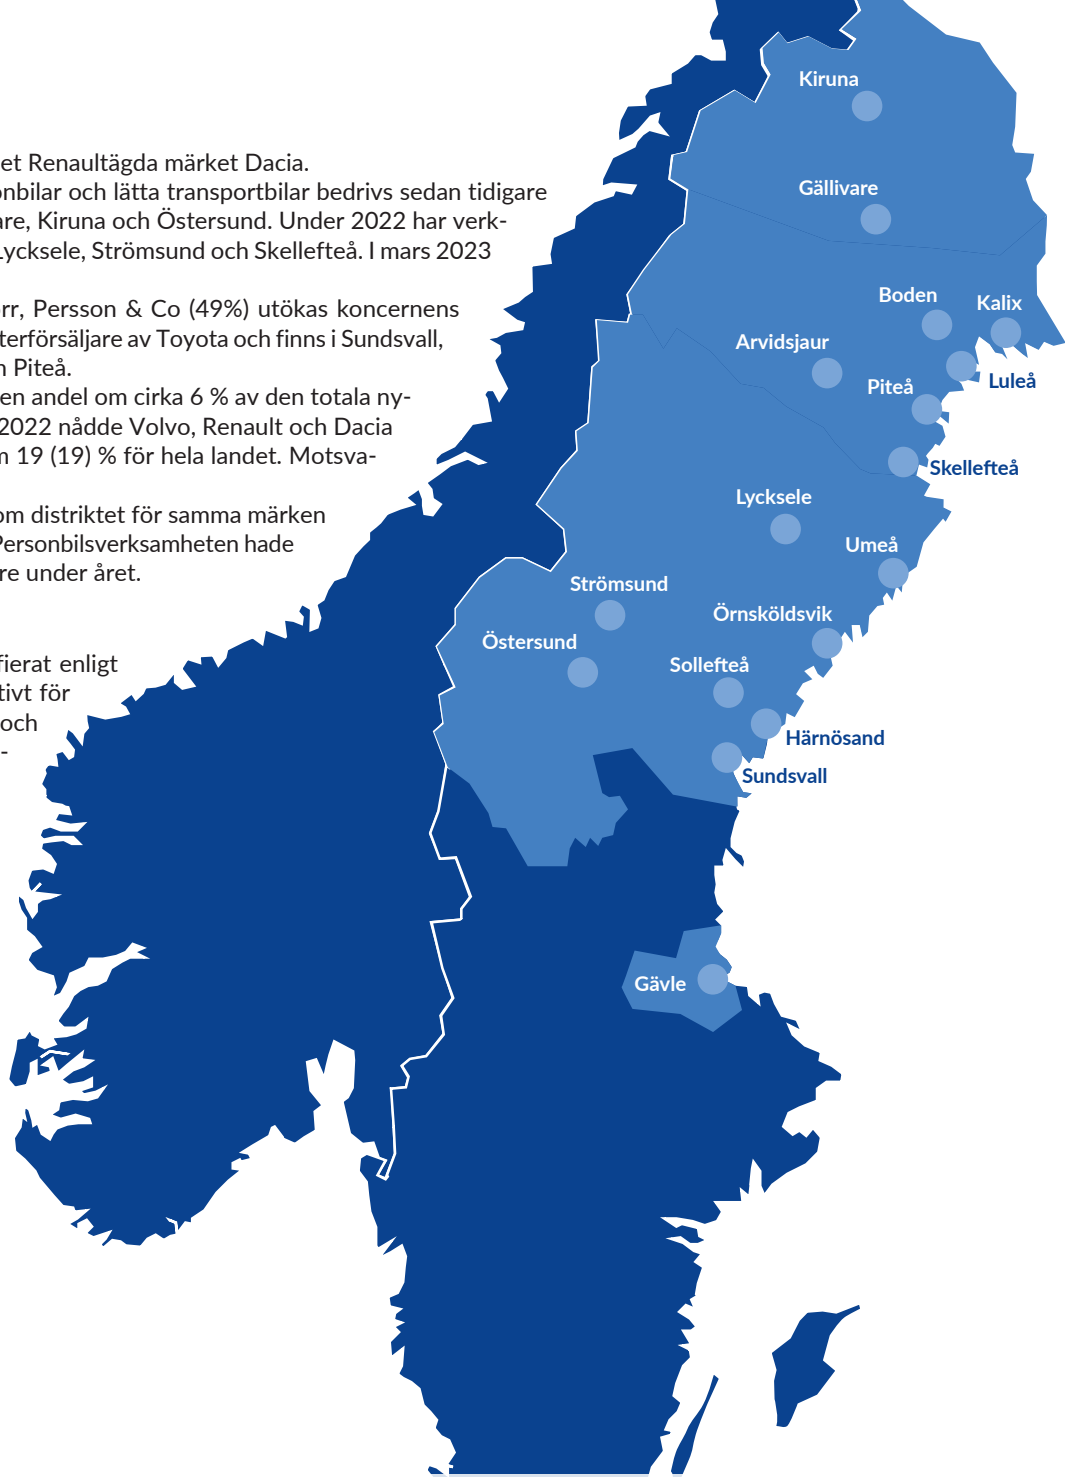 et Renaultägda märket Dacia.
onbilar och lätta transportbilar bedrivs sedan tidigare
are, Kiruna och Östersund. Under 2022 har verk-
Lycksele, Strömsund och Skellefteå. I mars 2023
rr, Persson & Co (49%) utökas koncernens
terförsäljare av Toyota och finns i Sundsvall,
n Piteå.
en andel om cirka 6 % av den totala ny-
2022 nådde Volvo, Renault och Dacia
m 19 (19) % för hela landet. Motsva-
om distriktet för samma märken
Personbilsverksamheten hade
re under året.
fierat enligt
tivt för
och
-
Kiruna
Gällivare
Boden
Kalix
Arvidsjaur
Luleå
Piteå
Skellefteå
Lycksele
Umeå
Strömsund
Örnsköldsvik
Östersund
Sollefteå
Härnösand
Sundsvall
Gävle